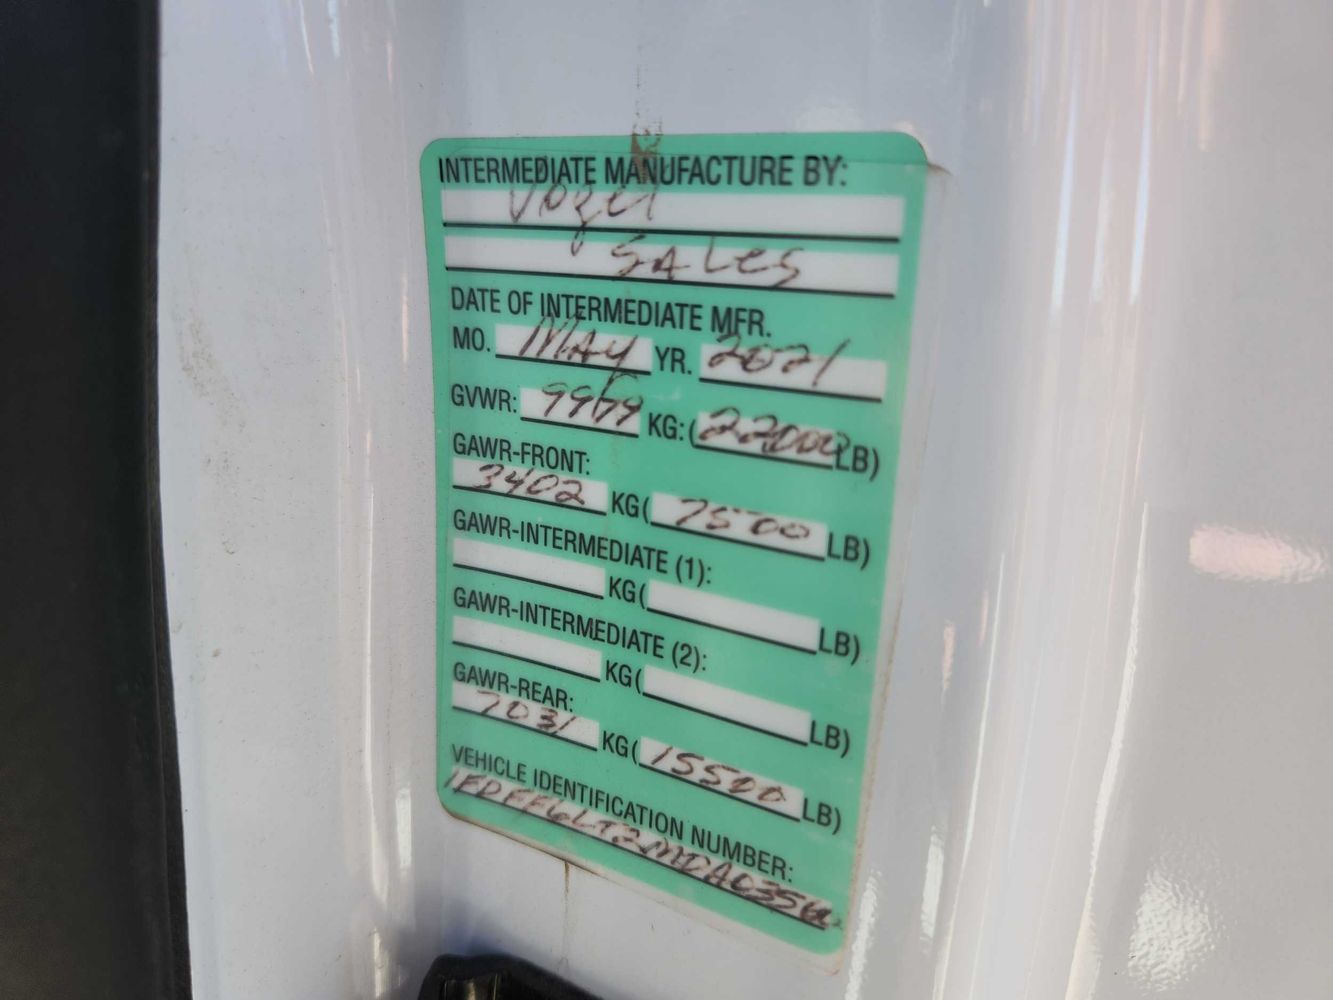 INTERMEDIATE MANUFACTURE BY:
Vogel
SALes
DATE OF INTERMEDIATE MFR.
MO. MAy YR. 2021
GVWR: 9979 KG: (22000 LB)
GAWR-FRONT:
3402 KG( 7500 LB)
GAWR-INTERMEDIATE (1):
KG( LB)
GAWR-INTERMEDIATE (2):
KG( LB)
GAWR-REAR:
7031 KG( 15500 LB)
VEHICLE IDENTIFICATION NUMBER: